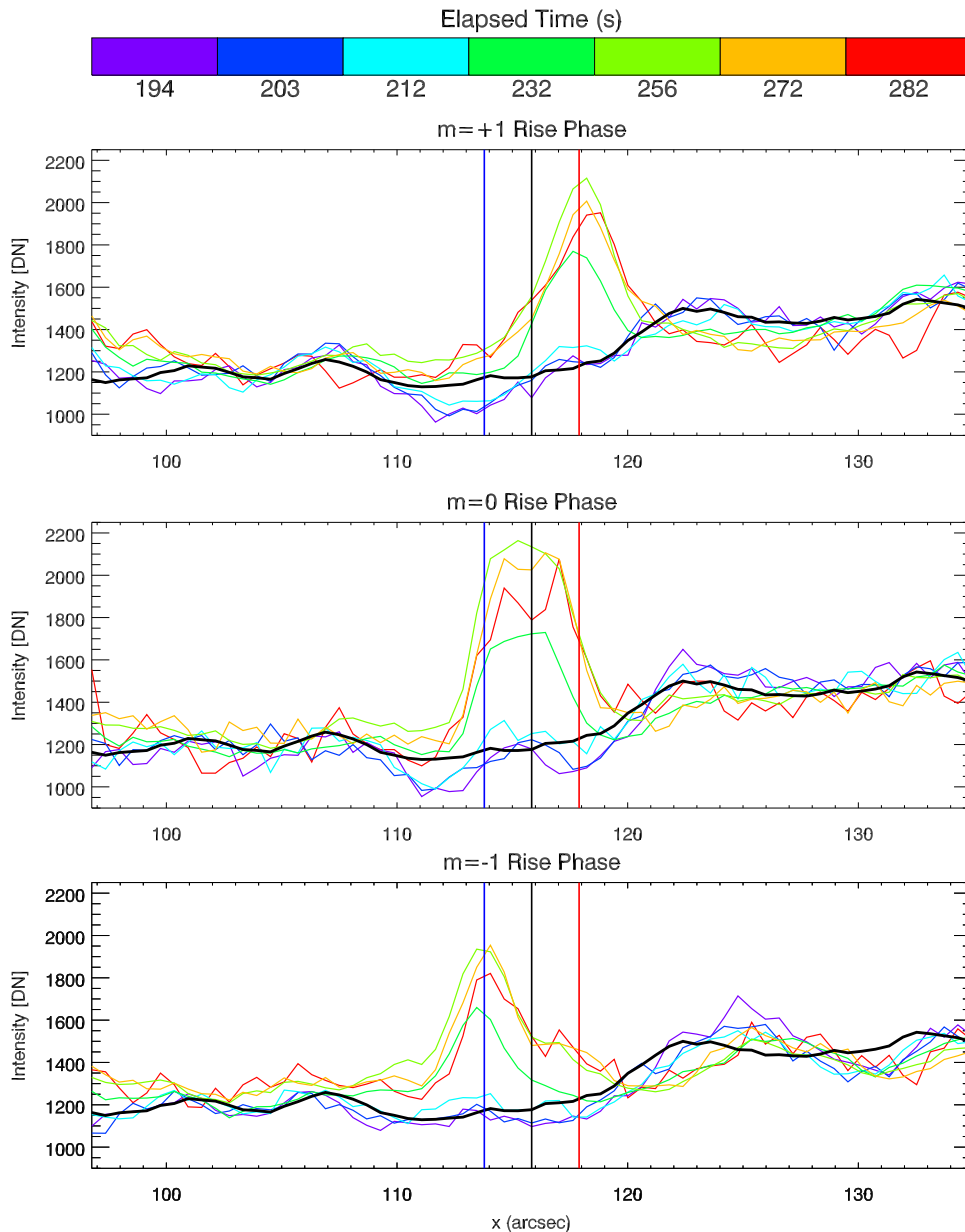 Elapsed Time (s)
194 203 212 232 256 272 282
m=+1 Rise Phase
2200
2000
1800
1600
1400
1200
1000
Intensity [DN]
100 110 120 130
m=0 Rise Phase
2200
2000
1800
1600
1400
1200
1000
Intensity [DN]
100 110 120 130
m=-1 Rise Phase
2200
2000
1800
1600
1400
1200
1000
Intensity [DN]
100 110 120 130
x (arcsec)